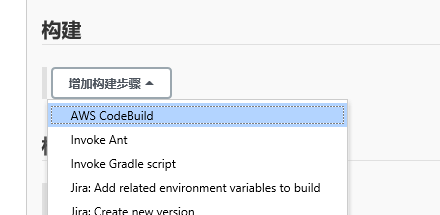 构建
增加构建步骤
AWS CodeBuild
Invoke Ant
Invoke Gradle script
Jira: Add related environment variables to build
Jira: Create new version